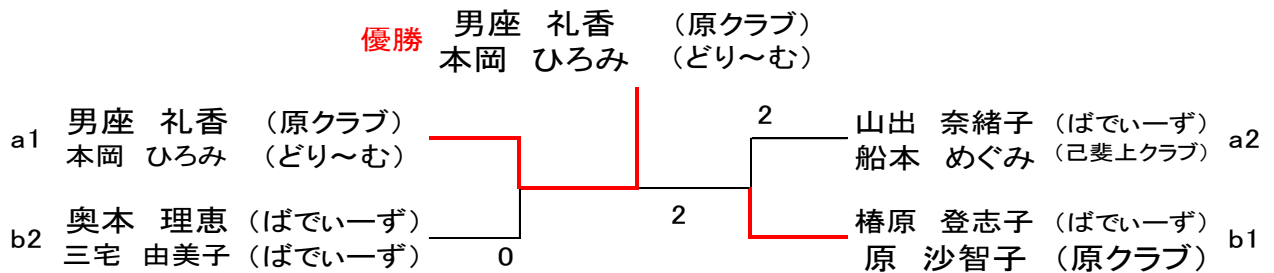 優勝 男座 礼香 (原クラブ)
本岡 ひろみ (どり～む)
a1 男座 礼香 (原クラブ)
本岡 ひろみ (どり～む)
b2 奥本 理恵 (ばでぃーず)
三宅 由美子 (ばでぃーず)
0
2
2
山出 奈緒子 (ばでぃーず) a2
船本 めぐみ (己斐上クラブ)
椿原 登志子 (ばでぃーず) b1
原 沙智子 (原クラブ)